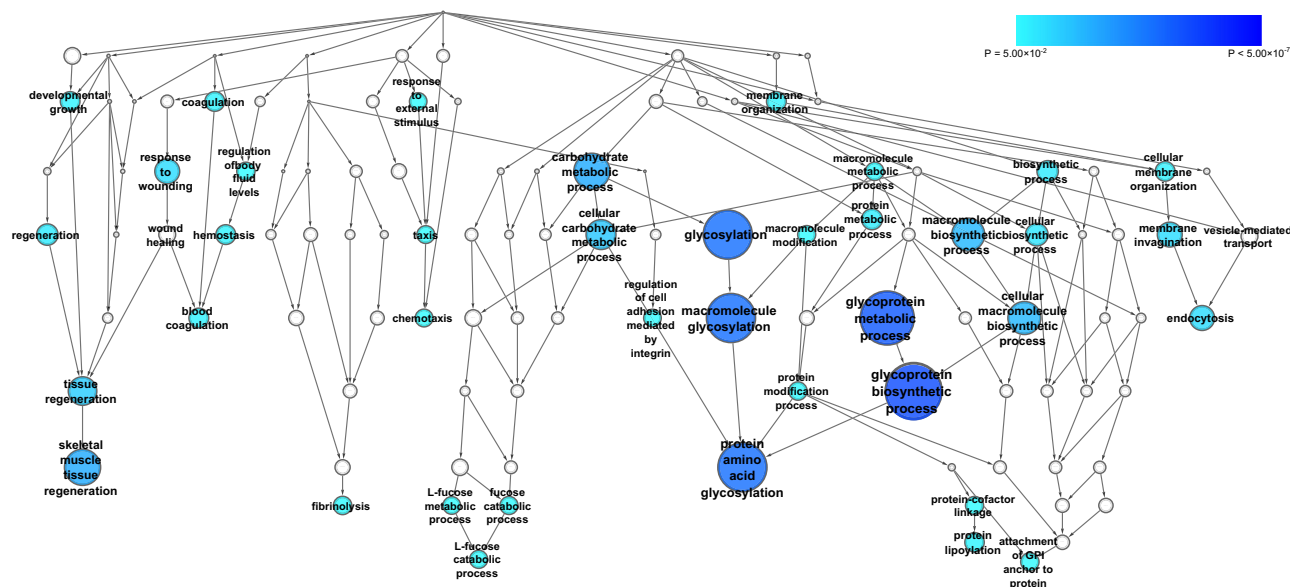 P = 5.00×10⁻²
P < 5.00×10⁻⁷
developmental
growth
coagulation
response
to
external
stimulus
membrane
organization
response
to
wounding
regulation
of body
fluid
levels
carbohydrate
metabolic
process
macromolecule
metabolic
process
biosynthetic
process
cellular
membrane
organization
regeneration
wound
healing
hemostasis
taxis
cellular
carbohydrate
metabolic
process
glycosylation
macromolecule
modification
protein
metabolic
process
macromolecule
biosynthetic
process
cellular
biosynthetic
process
membrane
invagination
vesicle-mediated
transport
blood
coagulation
chemotaxis
regulation of
cell
adhesion
mediated
by
integrin
macromolecule
glycosylation
glycoprotein
metabolic
process
cellular
macromolecule
biosynthetic
process
endocytosis
tissue
regeneration
protein
modification
process
glycoprotein
biosynthetic
process
skeletal
muscle
tissue
regeneration
protein
amino
acid
glycosylation
fibrinolysis
L-fucose
metabolic
process
fucose
catabolic
process
protein-cofactor
linkage
L-fucose
catabolic
process
protein
lipoylation
attachment
of GPI
anchor to
protein